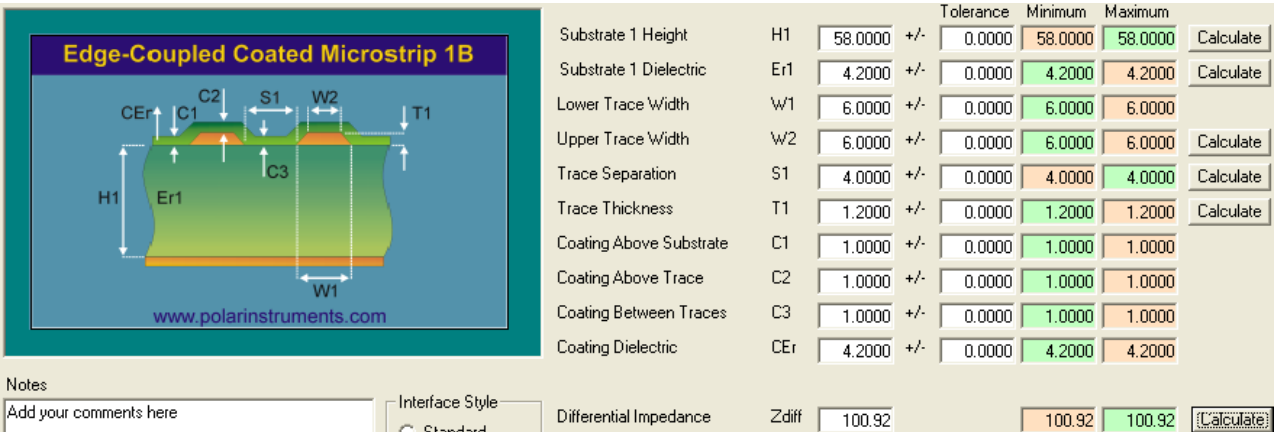 Tolerance Minimum Maximum
Edge-Coupled Coated Microstrip 1B
CEr C1 C2 S1 W2 T1
C3
H1 Er1
W1
www.polarinstruments.com
Substrate 1 Height H1 58.0000 +/- 0.0000 58.0000 58.0000 Calculate
Substrate 1 Dielectric Er1 4.2000 +/- 0.0000 4.2000 4.2000 Calculate
Lower Trace Width W1 6.0000 +/- 0.0000 6.0000 6.0000
Upper Trace Width W2 6.0000 +/- 0.0000 6.0000 6.0000 Calculate
Trace Separation S1 4.0000 +/- 0.0000 4.0000 4.0000 Calculate
Trace Thickness T1 1.2000 +/- 0.0000 1.2000 1.2000 Calculate
Coating Above Substrate C1 1.0000 +/- 0.0000 1.0000 1.0000
Coating Above Trace C2 1.0000 +/- 0.0000 1.0000 1.0000
Coating Between Traces C3 1.0000 +/- 0.0000 1.0000 1.0000
Coating Dielectric CEr 4.2000 +/- 0.0000 4.2000 4.2000
Notes
Add your comments here
Interface Style
Standard
Differential Impedance Zdiff 100.92 100.92 100.92 Calculate